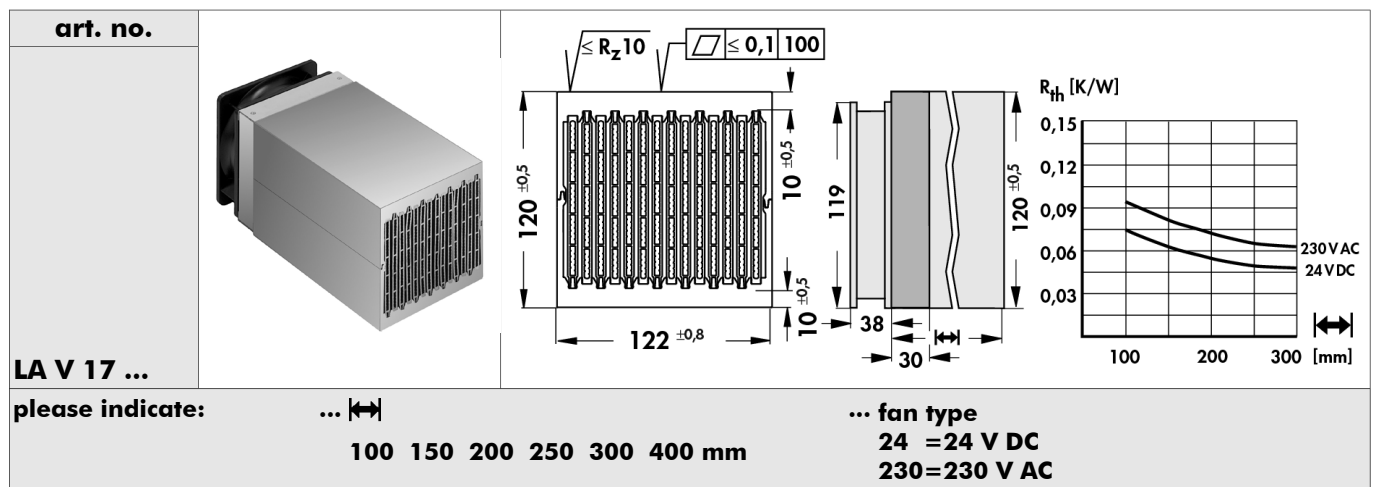 art. no.
LA V 17 ...
≤ Rz10
≤ 0,1 100
120 ±0,5
122 ±0,8
10 ±0,5
10 ±0,5
119
38
30
120 ±0,5
Rth [K/W]
0,15
0,12
0,09
0,06
0,03
230 V AC
24 V DC
100 200 300 [mm]
please indicate:
...
100 150 200 250 300 400 mm
... fan type
24 =24 V DC
230=230 V AC